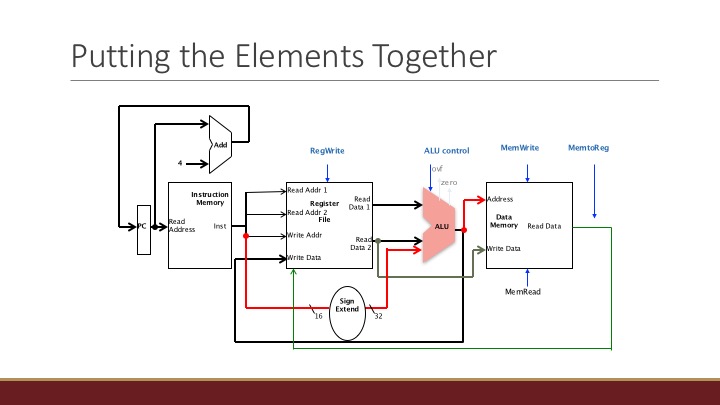 Putting the Elements Together
Add
4
RegWrite
ALU control
MemWrite
MemtoReg
ovf
zero
PC
Instruction
Memory
Read
Address
Inst
Read Addr 1
Read Addr 2
Write Addr
Write Data
Register
File
Read
Data 1
Read
Data 2
ALU
Address
Data
Memory
Read Data
Write Data
MemRead
Sign
Extend
16
32